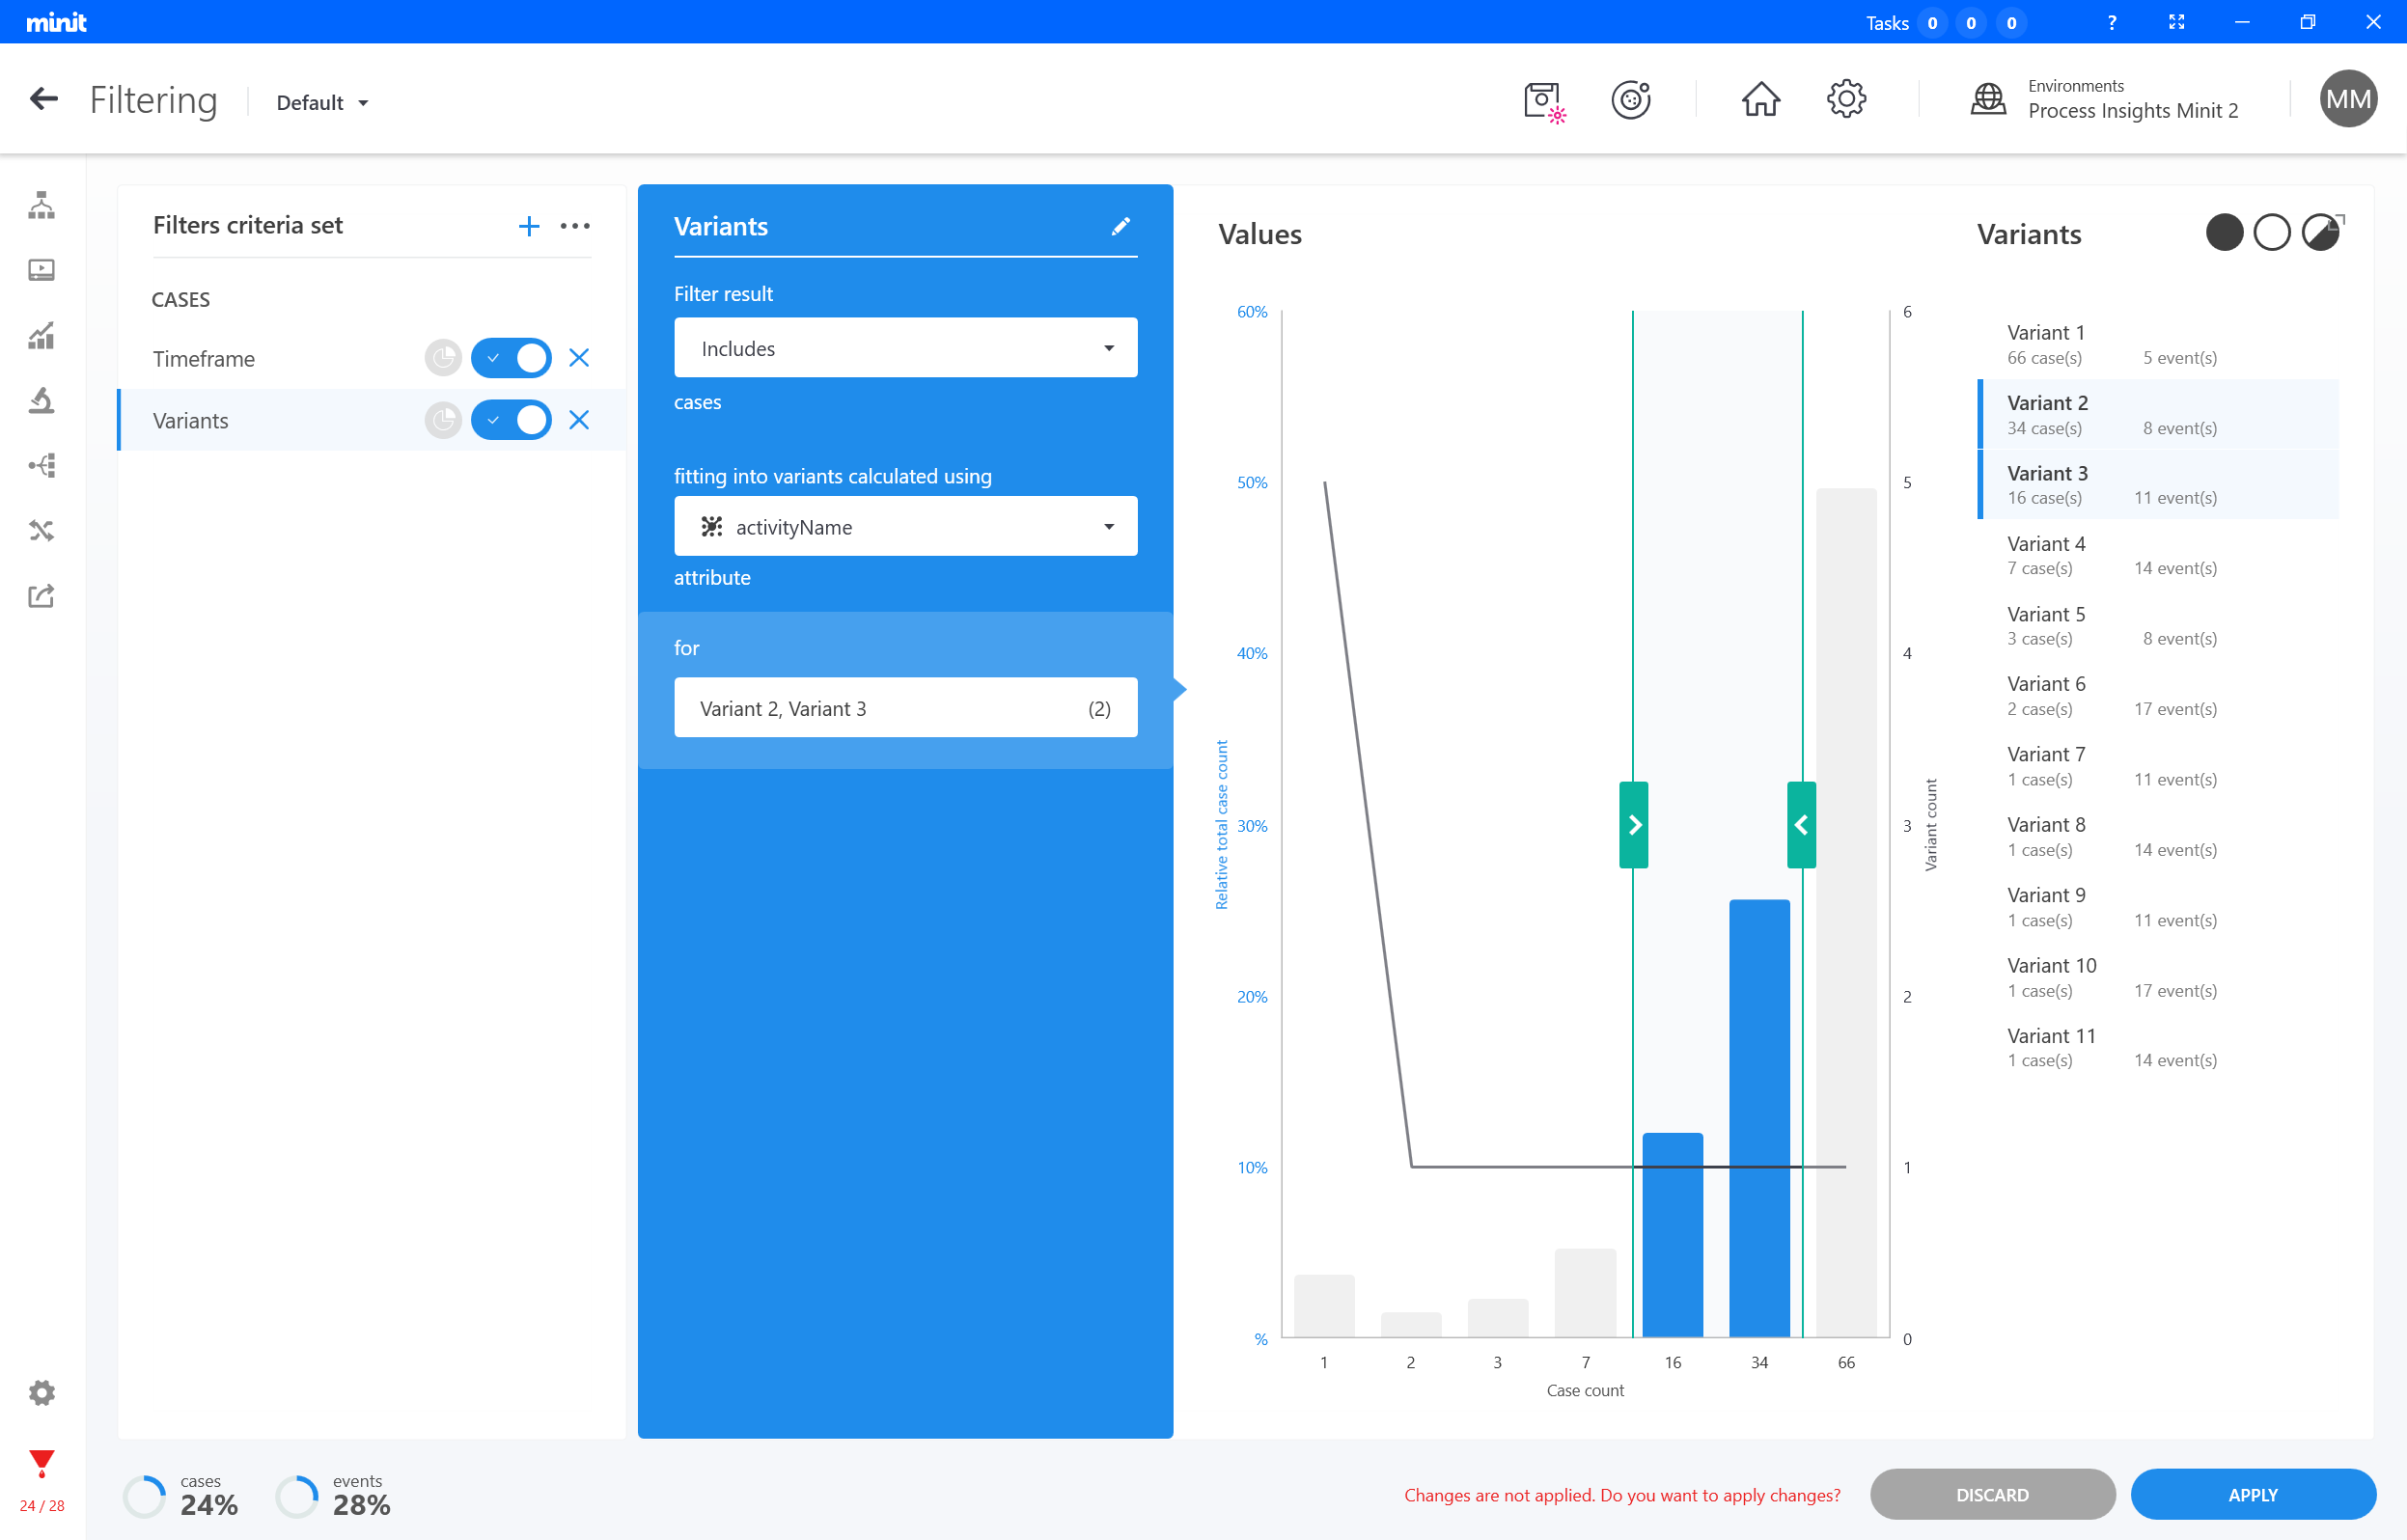 minit
Tasks 0 0 0 ?
Filtering Default
Environments
Process Insights Minit 2
MM
Filters criteria set
CASES
Timeframe
Variants
Variants
Filter result
Includes
cases
fitting into variants calculated using
activityName
attribute
for
Variant 2, Variant 3 (2)
Values
60%
50%
40%
30%
20%
10%
%
Relative total case count
6
5
4
3
2
1
0
Variant count
1 2 3 7 16 34 66
Case count
Variants
Variant 1
66 case(s) 5 event(s)
Variant 2
34 case(s) 8 event(s)
Variant 3
16 case(s) 11 event(s)
Variant 4
7 case(s) 14 event(s)
Variant 5
3 case(s) 8 event(s)
Variant 6
2 case(s) 17 event(s)
Variant 7
1 case(s) 11 event(s)
Variant 8
1 case(s) 14 event(s)
Variant 9
1 case(s) 11 event(s)
Variant 10
1 case(s) 17 event(s)
Variant 11
1 case(s) 14 event(s)
24 / 28
cases
24%
events
28%
Changes are not applied. Do you want to apply changes?
DISCARD
APPLY